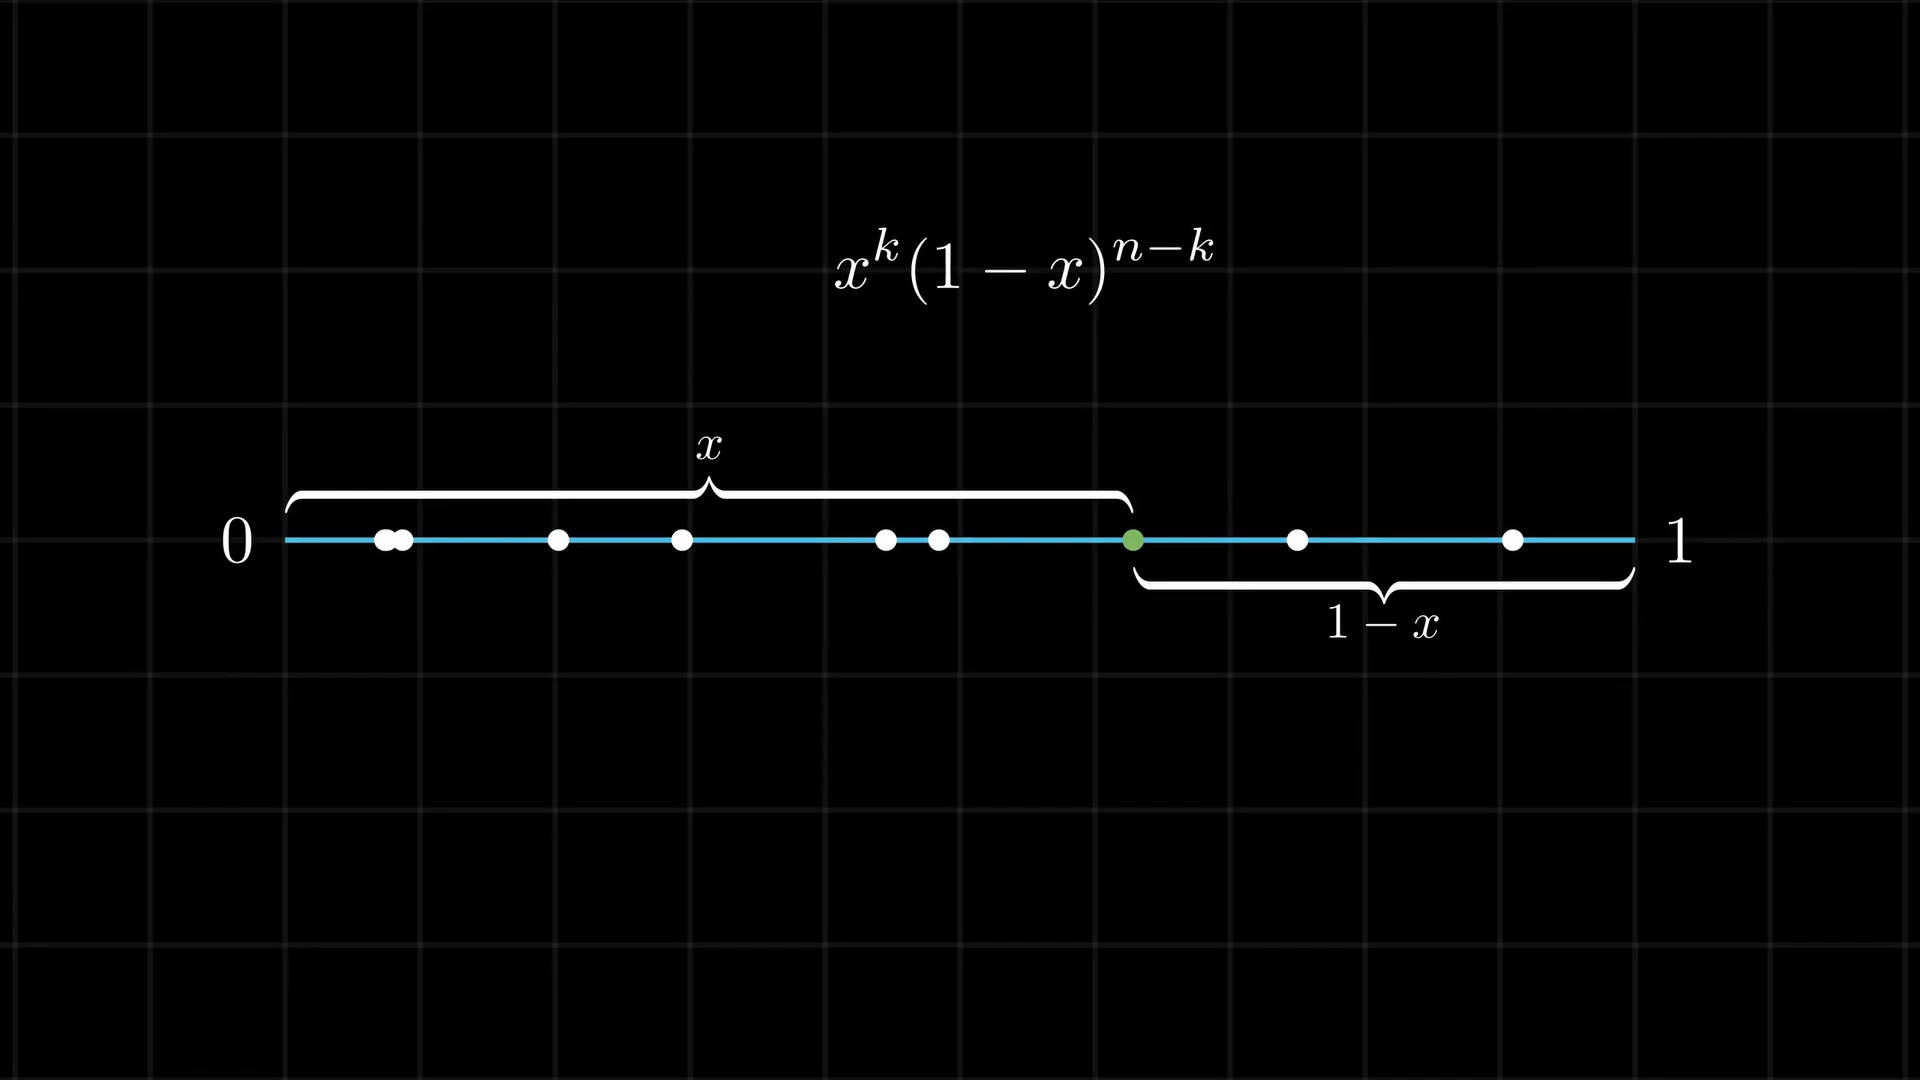 x^k(1 − x)^{n−k}
x
0 1
1 − x